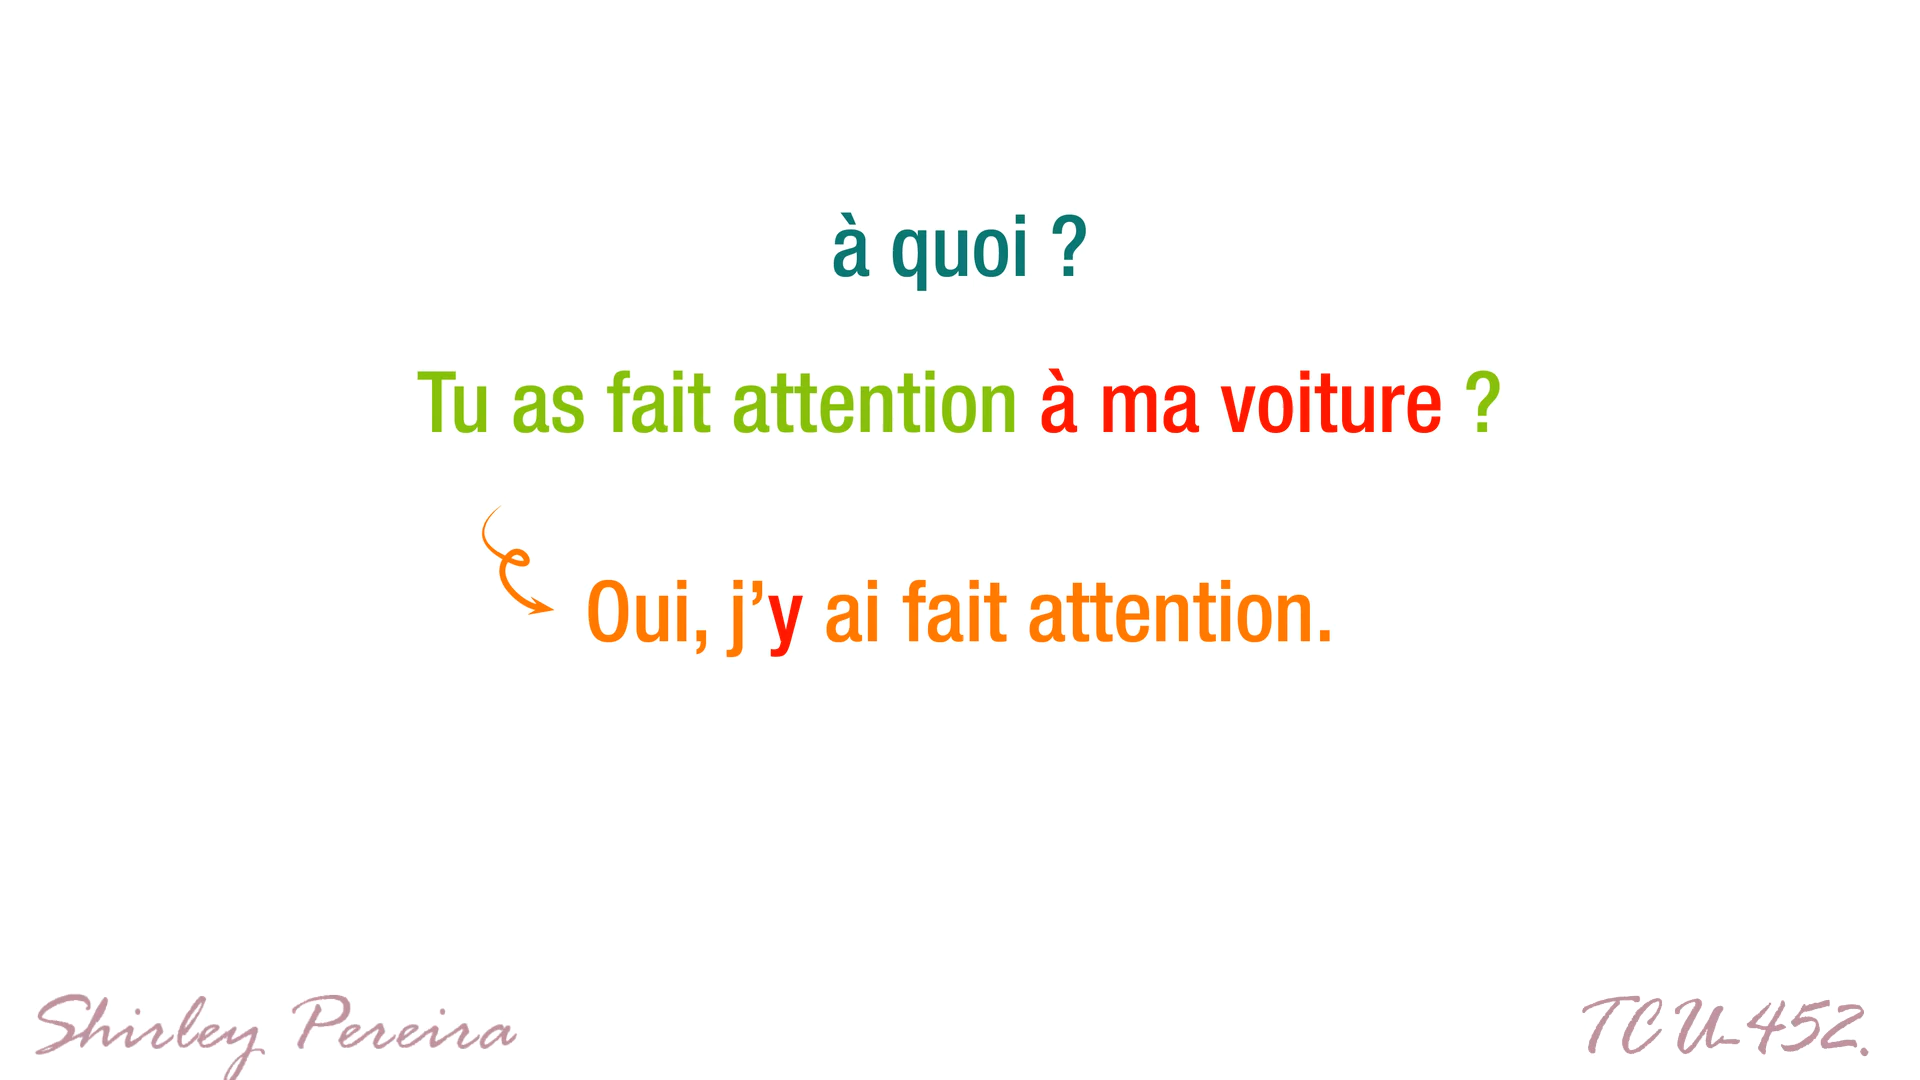 à quoi ?
Tu as fait attention à ma voiture ?
Oui, j’y ai fait attention.
Shirley Pereira
TCU-452.